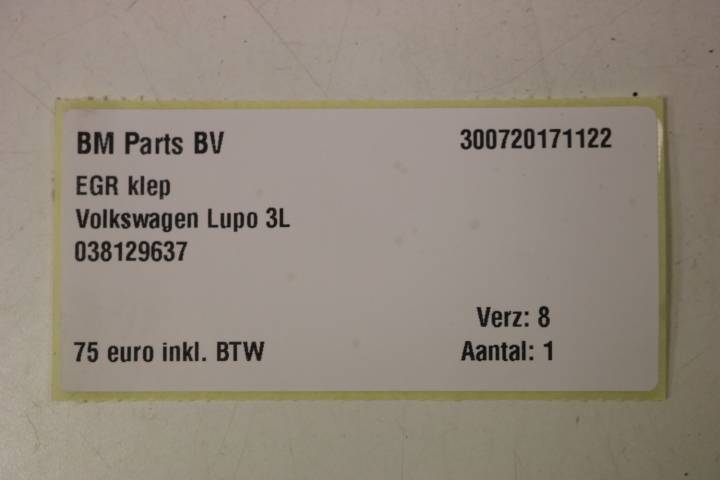 BM Parts BV 300720171122
EGR klep
Volkswagen Lupo 3L
038129637
Verz: 8
75 euro inkl. BTW Aantal: 1